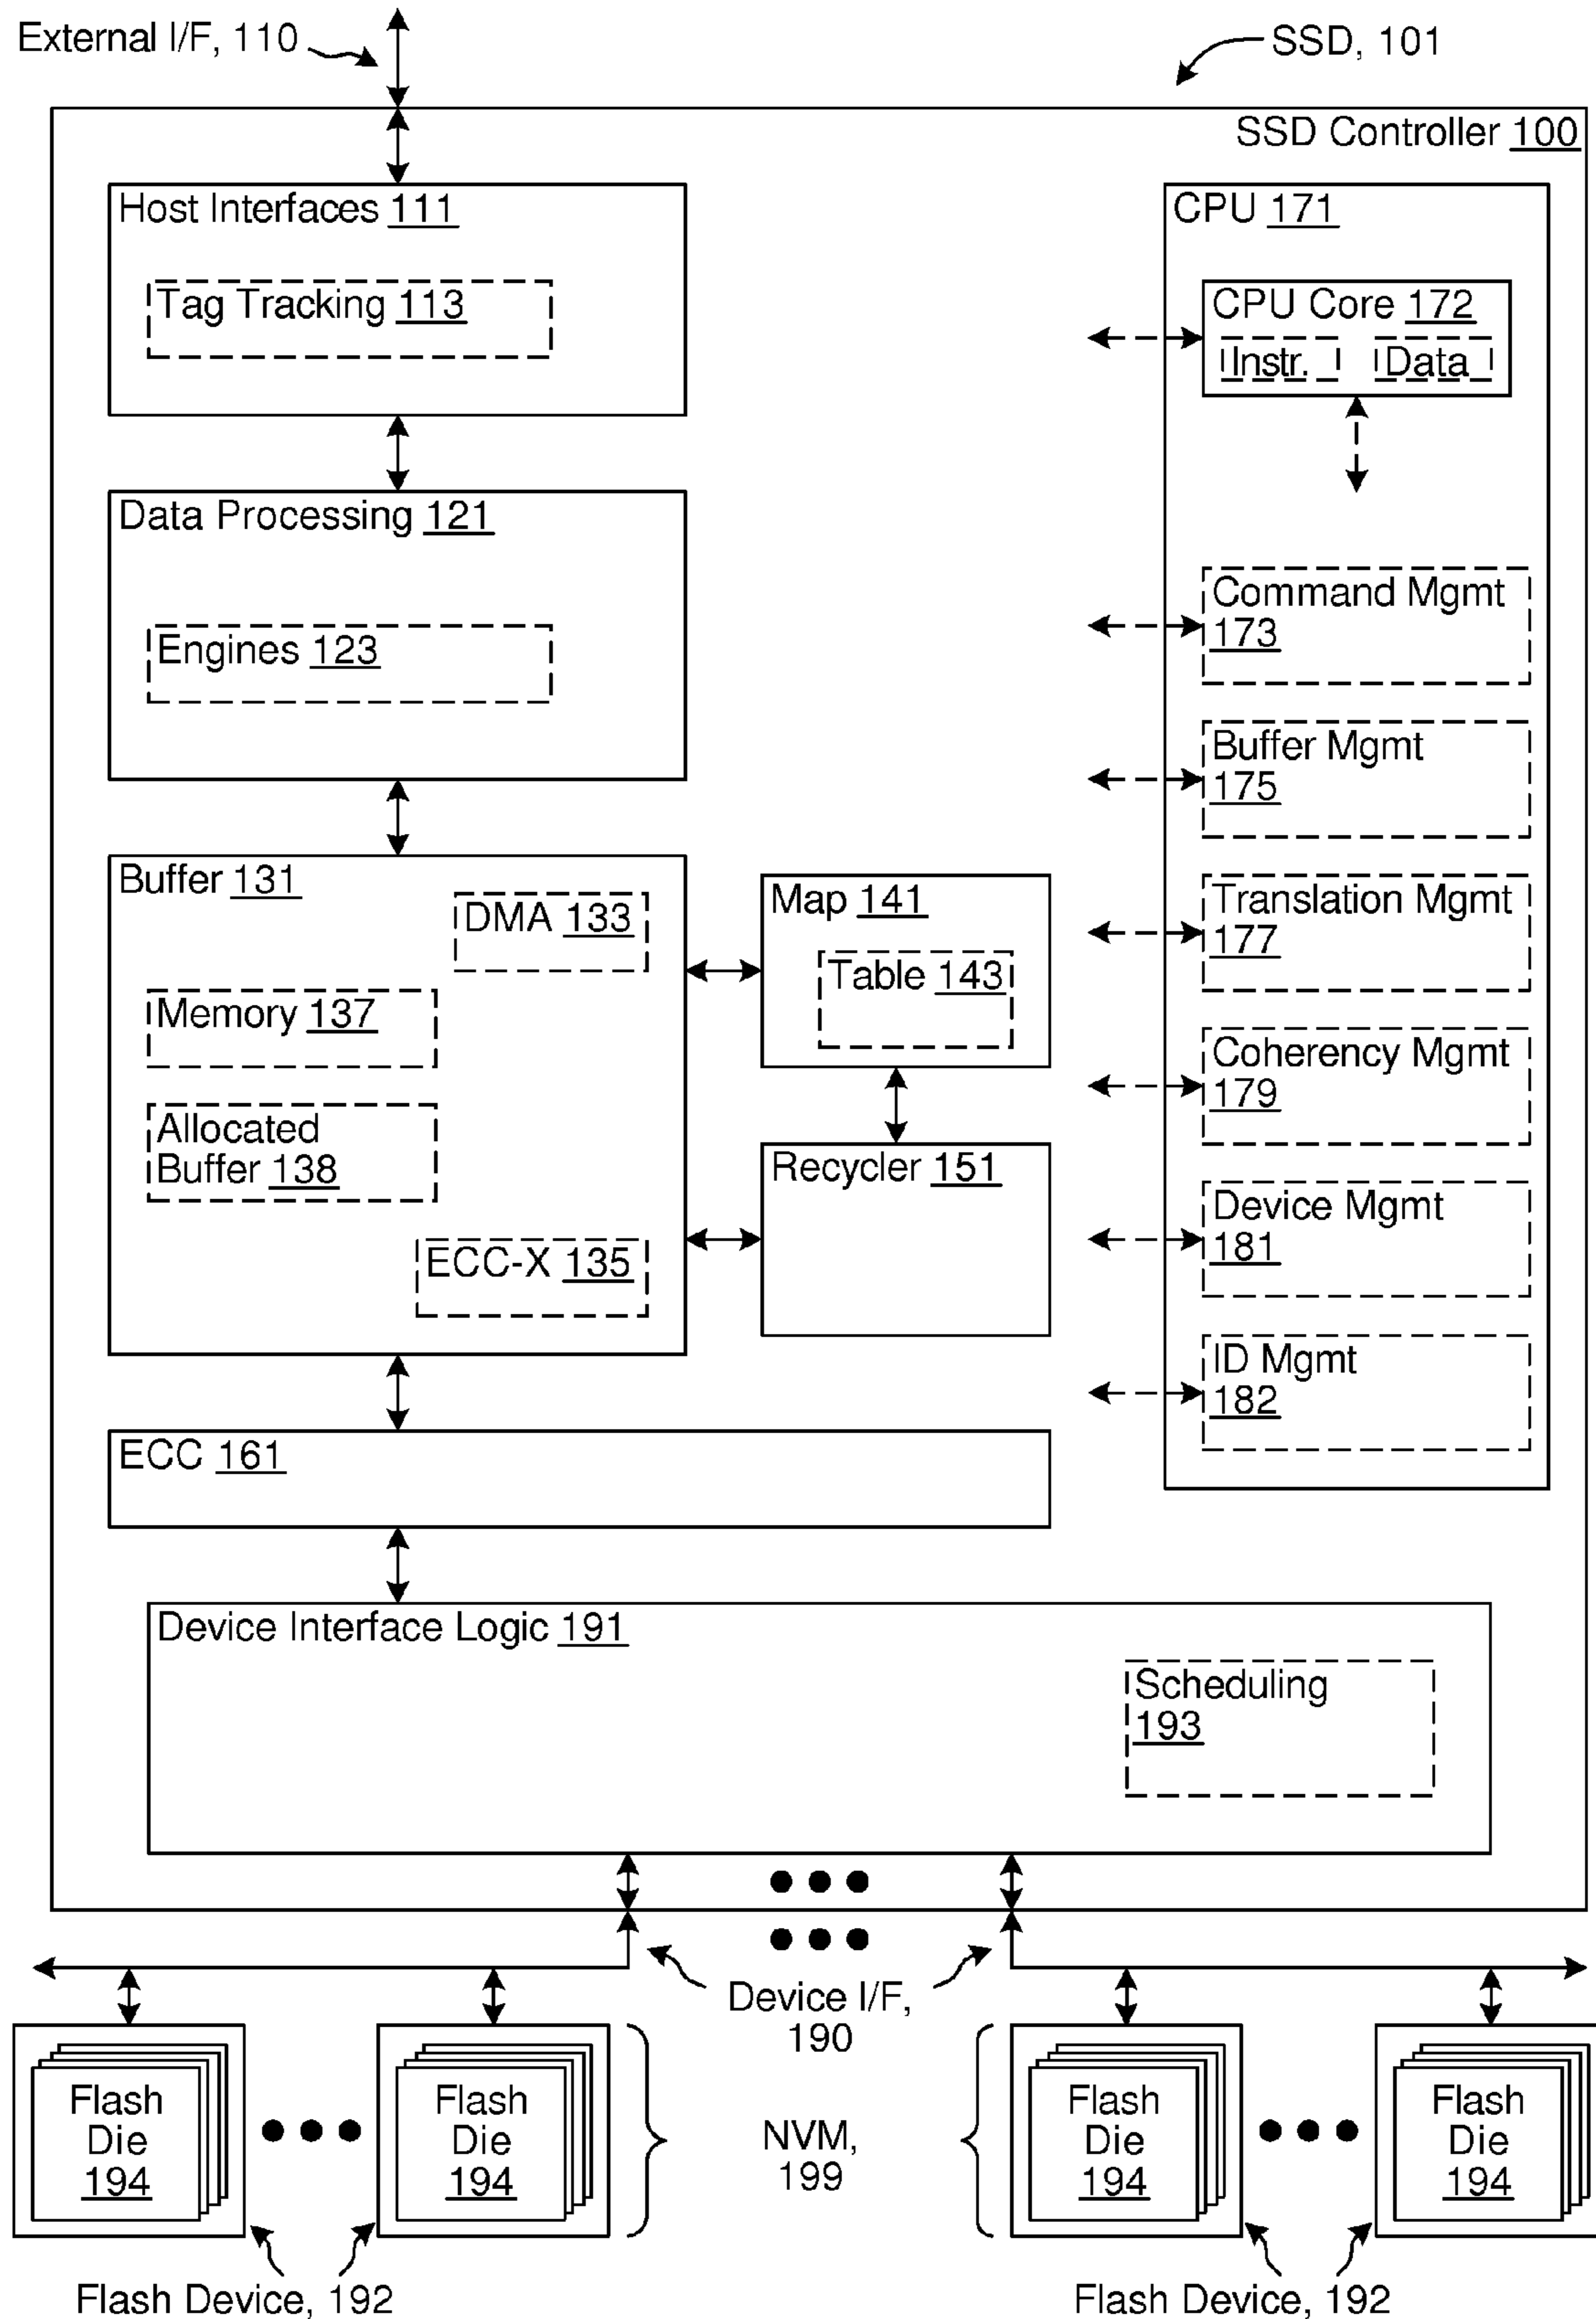 External I/F, 110
SSD, 101
SSD Controller 100
Host Interfaces 111
Tag Tracking 113
Data Processing 121
Engines 123
Buffer 131
DMA 133
Memory 137
Allocated
Buffer 138
ECC-X 135
Map 141
Table 143
Recycler 151
ECC 161
CPU 171
CPU Core 172
Instr.
Data
Command Mgmt
173
Buffer Mgmt
175
Translation Mgmt
177
Coherency Mgmt
179
Device Mgmt
181
ID Mgmt
182
Device Interface Logic 191
Scheduling
193
Device I/F,
190
Flash
Die
194
Flash
Die
194
NVM,
199
Flash
Die
194
Flash
Die
194
Flash Device, 192
Flash Device, 192